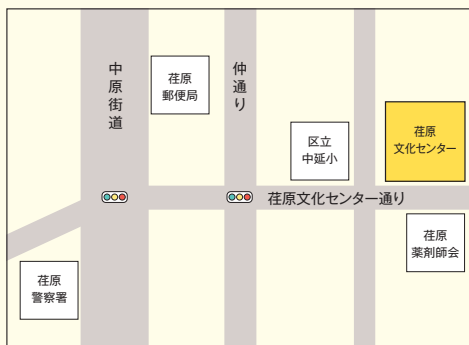 中原街道
荏原
郵便局
仲通り
区立
中延小
荏原
文化センター
荏原文化センター通り
荏原
薬剤師会
荏原
警察署